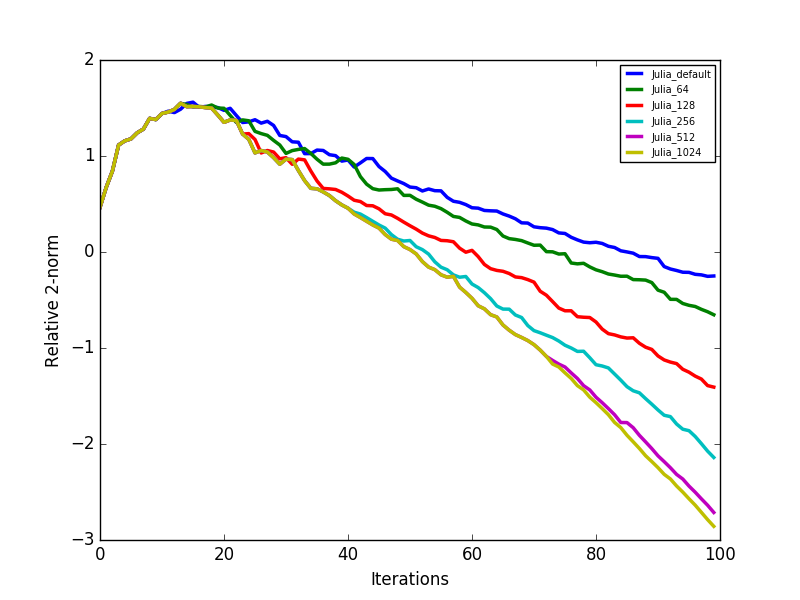 2
1
0
−1
−2
−3
0 20 40 60 80 100
Relative 2-norm
Iterations
Julia_default
Julia_64
Julia_128
Julia_256
Julia_512
Julia_1024